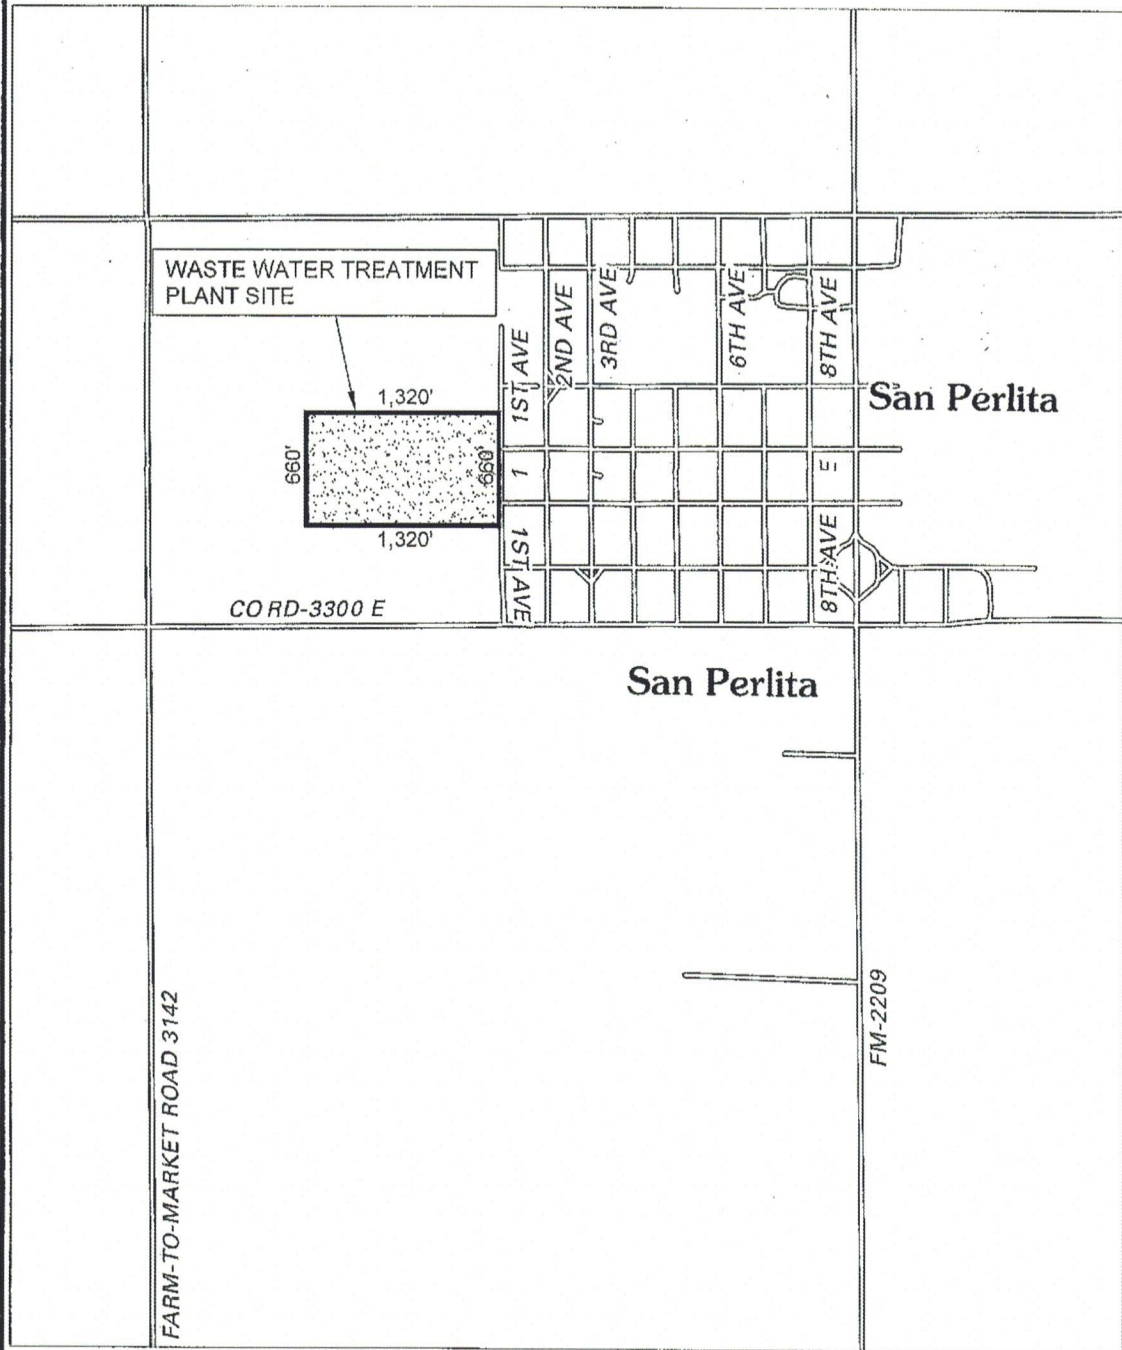 WASTE WATER TREATMENT
PLANT SITE
1,320'
660'
660'
1,320'
1ST AVE
2ND AVE
3RD AVE
6TH AVE
8TH AVE
San Perlita
1
1ST AVE
8TH AVE
CO RD-3300 E
San Perlita
FARM-TO-MARKET ROAD 3142
FM-2209